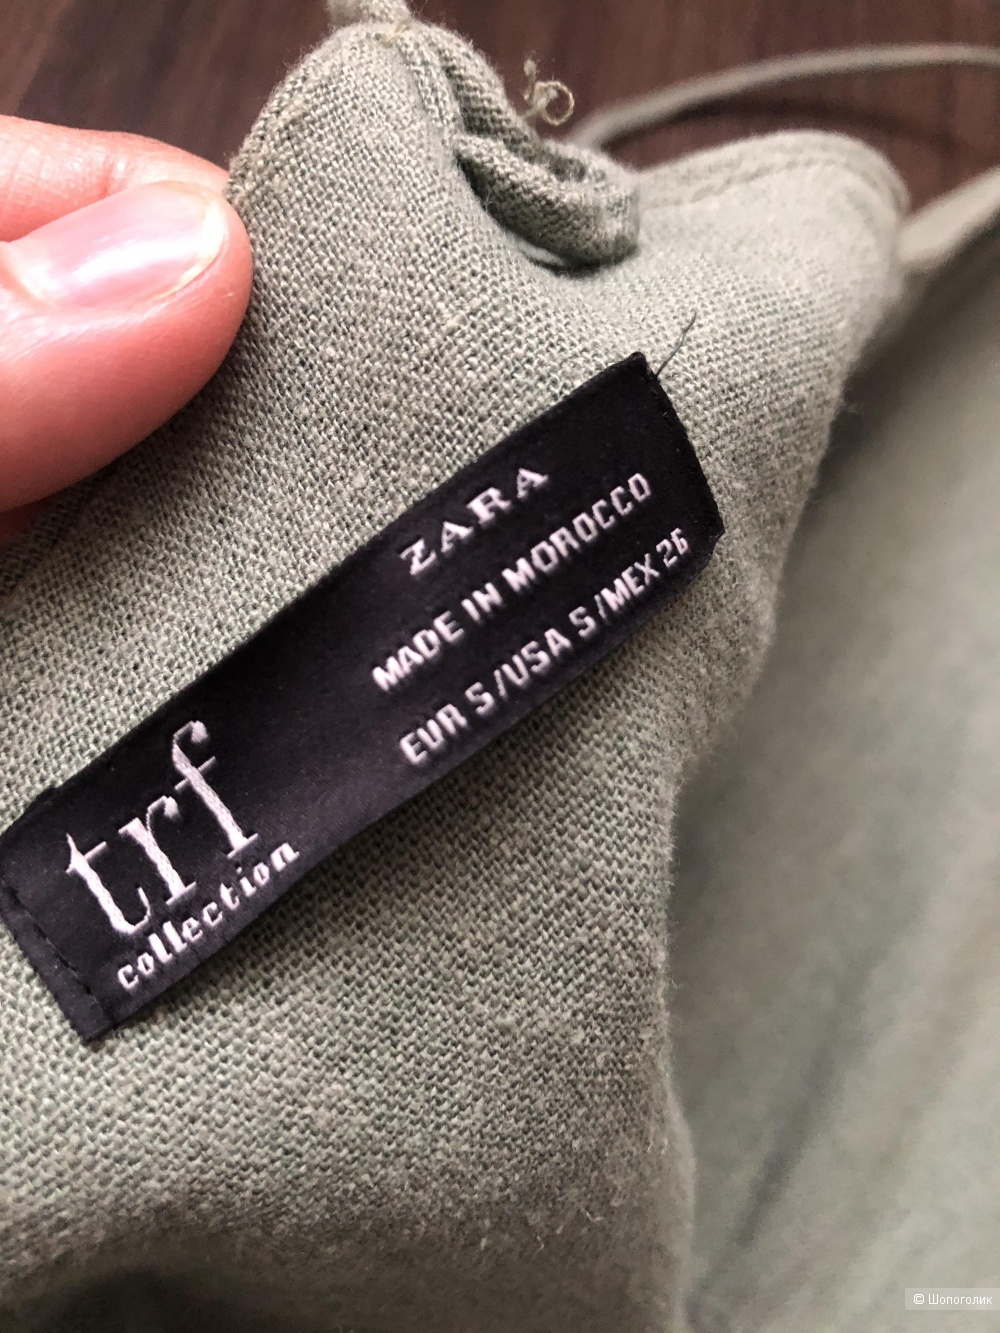 ZARA
MADE IN MOROCCO
EUR S/USA S/MEX 26
trf
collection
© Шопоголик